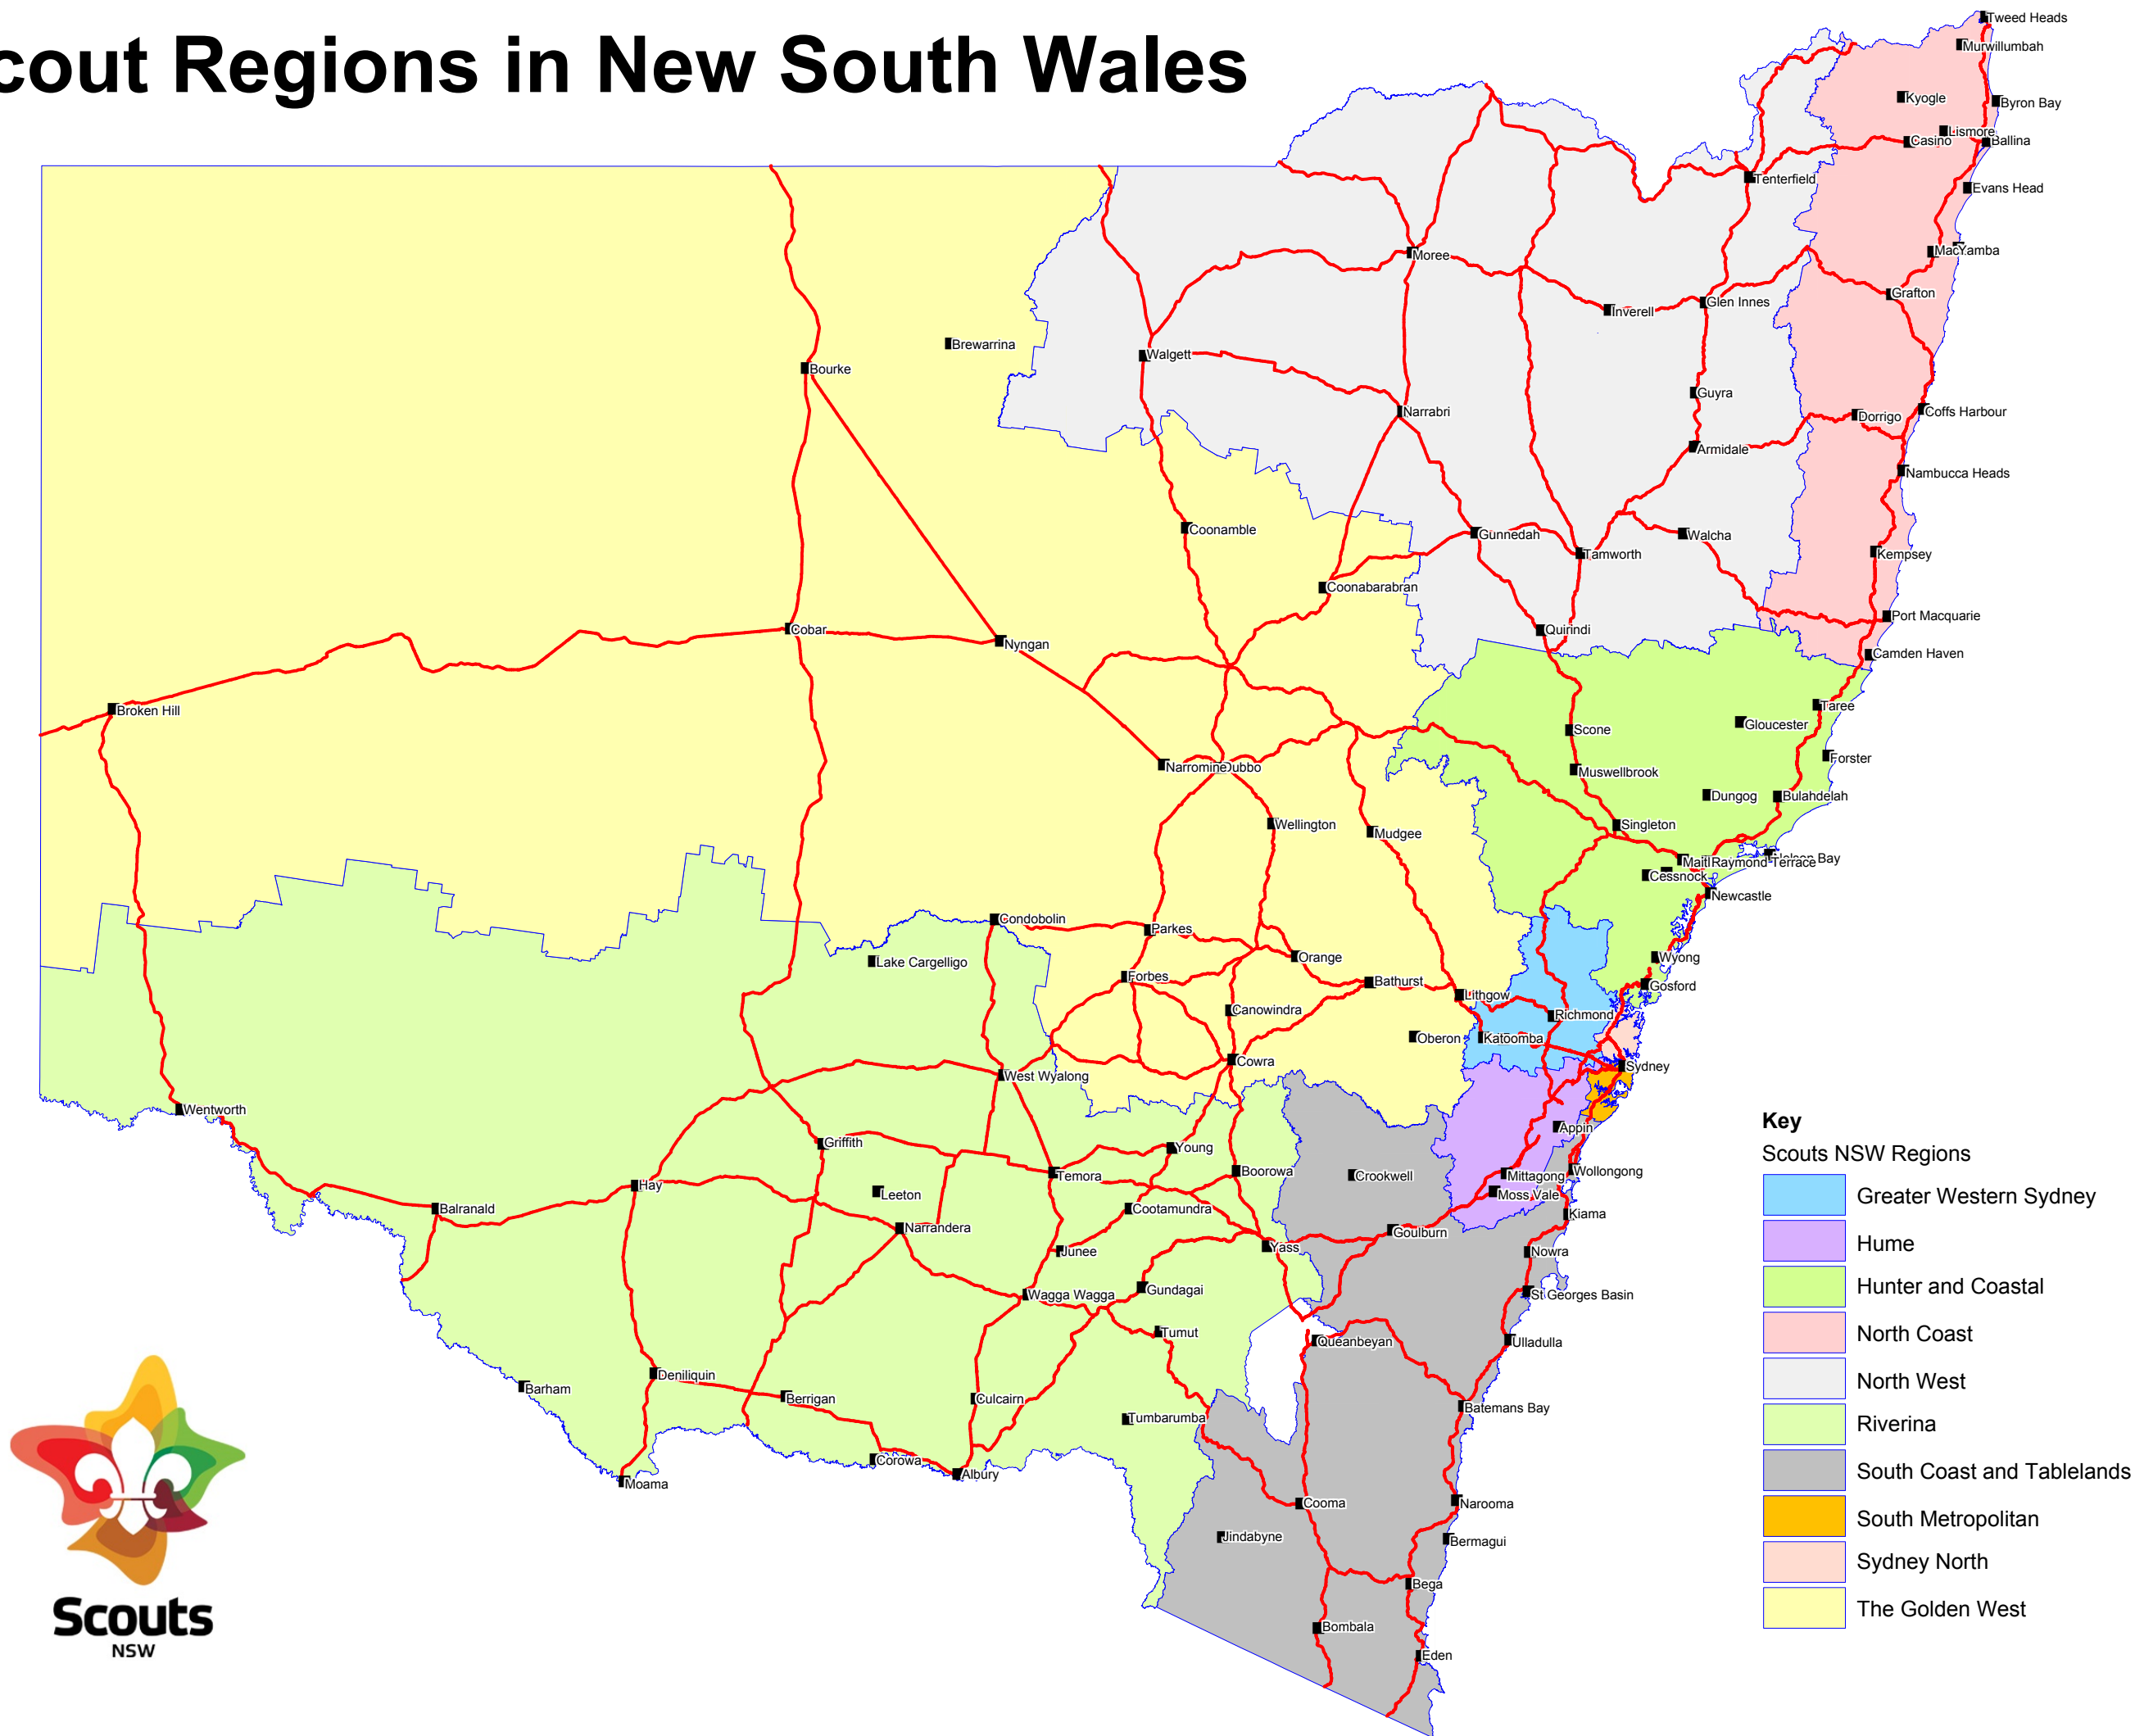 cout Regions in New South Wales
Tweed Heads
Murwillumbah
Kyogle
Byron Bay
Lismore
Casino
Ballina
Tenterfield
Evans Head
Moree
Yamba
Grafton
Inverell
Glen Innes
Brewarrina
Walgett
Bourke
Guyra
Narrabri
Dorrigo
Coffs Harbour
Armidale
Nambucca Heads
Coonamble
Gunnedah
Walcha
Tamworth
Kempsey
Coonabarabran
Port Macquarie
Cobar
Quirindi
Nyngan
Camden Haven
Broken Hill
Taree
Gloucester
Scone
Forster
Narromine
Dubbo
Muswellbrook
Dungog
Bulahdelah
Wellington
Mudgee
Singleton
Raymond Terrace
Bay
Cessnock
Newcastle
Condobolin
Parkes
Lake Cargelligo
Orange
Wyong
Forbes
Bathurst
Gosford
Lithgow
Canowindra
Richmond
Oberon
Katoomba
Cowra
Sydney
West Wyalong
Wentworth
Key
Appin
Griffith
Young
Scouts NSW Regions
Temora
Boorowa
Crookwell
Mittagong
Wollongong
Hay
Leeton
Moss Vale
Greater Western Sydney
Balranald
Cootamundra
Kiama
Narrandera
Goulburn
Hume
Junee
Yass
Nowra
Wagga Wagga
Gundagai
St Georges Basin
Hunter and Coastal
Tumut
Queanbeyan
Ulladulla
North Coast
Deniliquin
Barham
Berrigan
Culcairn
North West
Tumbarumba
Batemans Bay
Riverina
Corowa
Albury
Moama
South Coast and Tablelands
Cooma
Narooma
Jindabyne
Bermagui
South Metropolitan
Sydney North
Bega
Scouts
NSW
Bombala
The Golden West
Eden